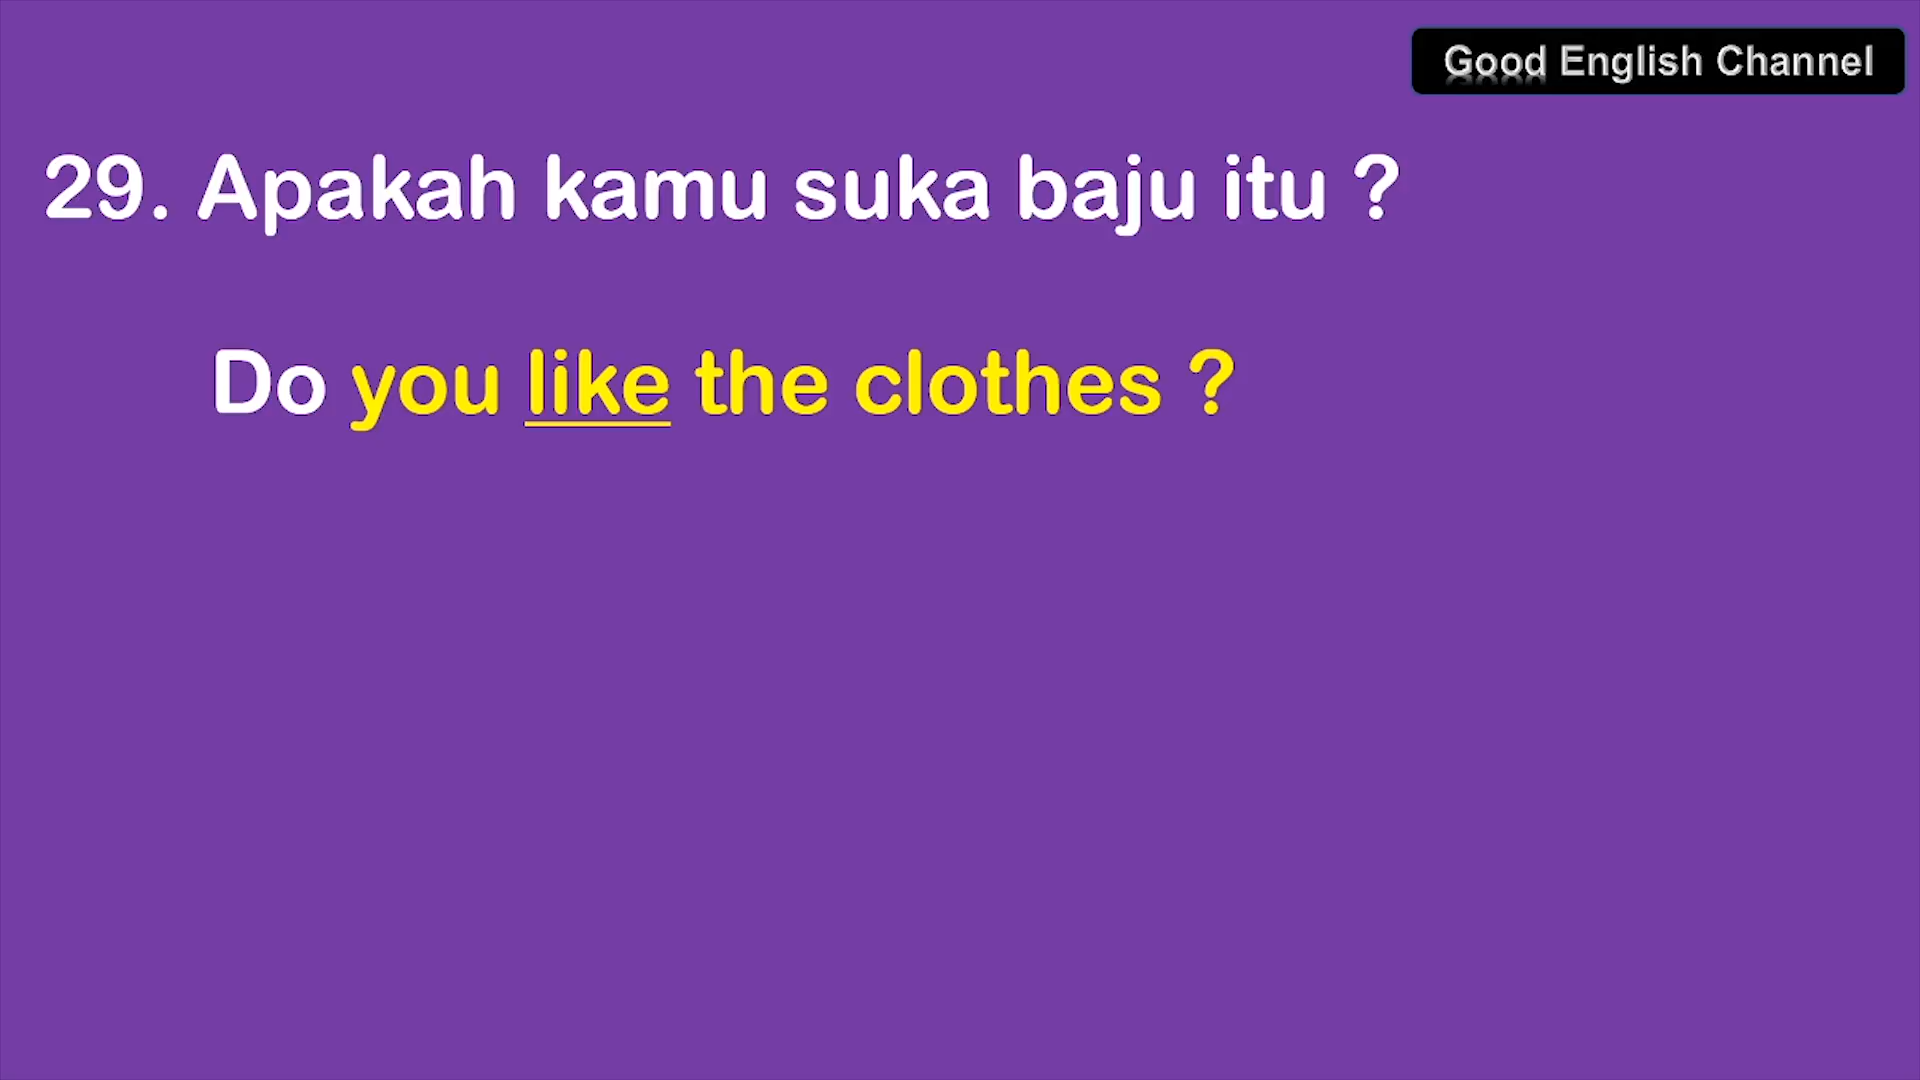 Good English Channel
29. Apakah kamu suka baju itu ?
Do you like the clothes ?